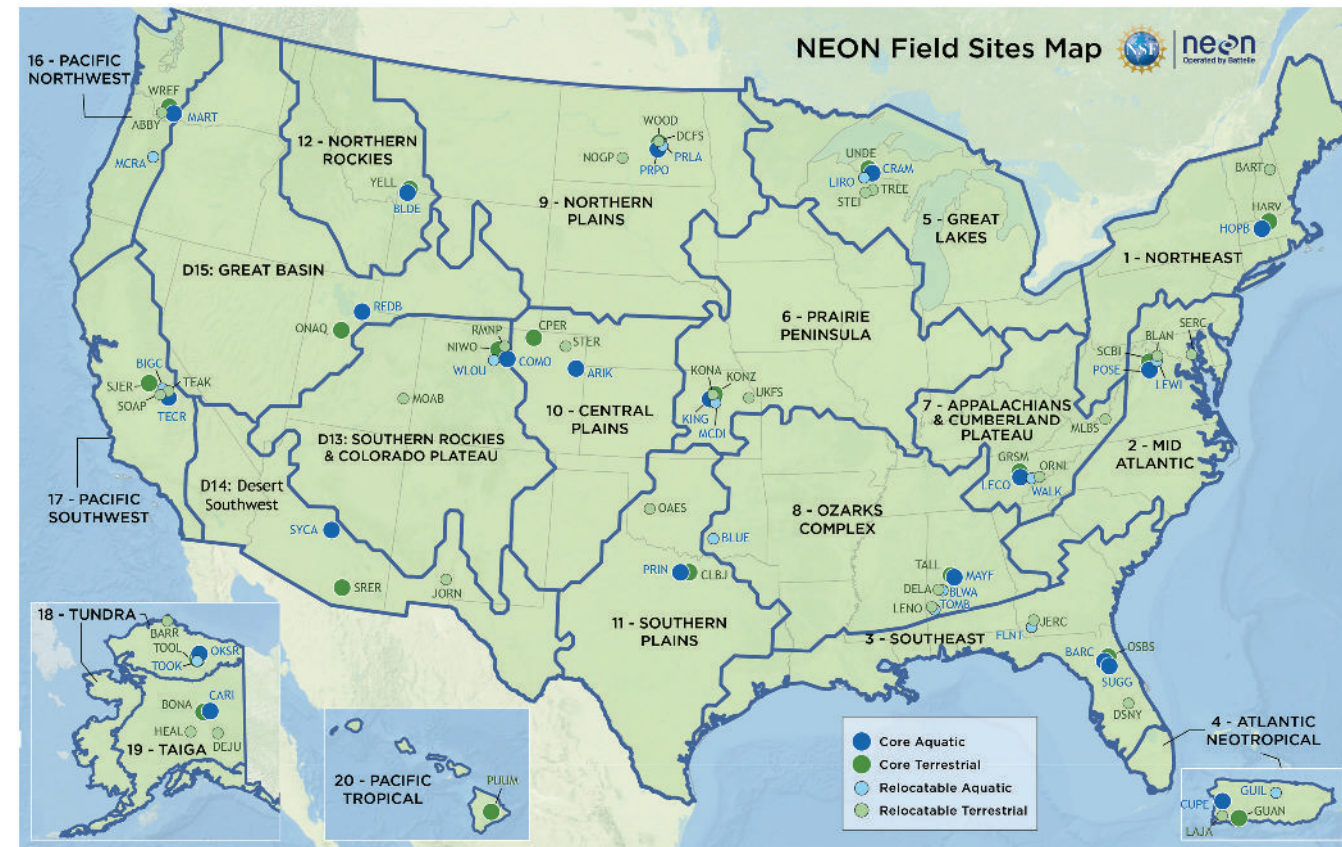 NEON Field Sites Map
NSF
neon
Operated by Battelle
16 - PACIFIC
NORTHWEST
WREF
ABBY
MART
MCRA
12 - NORTHERN
ROCKIES
YELL
BLDE
WOOD
DCFS
NOGP
PRLA
PRPO
9 - NORTHERN
PLAINS
UNDE
CRAM
LIRO
TREE
STEI
5 - GREAT
LAKES
BART
HARV
HOPB
1 - NORTHEAST
D15: GREAT BASIN
REDB
ONAQ
6 - PRAIRIE
PENINSULA
RMNP
CPER
NIWO
STER
WLOU
COMO
ARIK
SERC
BLAN
SCBI
POSE
LEWI
BIGC
SJER
TEAK
SOAP
TECR
MOAB
KONA
KONZ
UKFS
KING
MCDI
10 - CENTRAL
PLAINS
7 - APPALACHIANS
& CUMBERLAND
PLATEAU
MLBS
D13: SOUTHERN ROCKIES
& COLORADO PLATEAU
2 - MID
ATLANTIC
GRSM
ORNL
LECO
WALK
17 - PACIFIC
SOUTHWEST
D14: Desert
Southwest
SYCA
OAES
BLUE
8 - OZARKS
COMPLEX
PRIN
CLBJ
TALL
MAYF
DELA
BLWA
LENO
TOMB
SRER
JORN
11 - SOUTHERN
PLAINS
3 - SOUTHEAST
FLNT
JERC
BARC
OSBS
SUGG
DSNY
18 - TUNDRA
BARR
TOOL
OKSR
TOOK
BONA
CARI
HEAL
DEJU
19 - TAIGA
20 - PACIFIC
TROPICAL
PUUM
Core Aquatic
Core Terrestrial
Relocatable Aquatic
Relocatable Terrestrial
4 - ATLANTIC
NEOTROPICAL
GUIL
CUPE
GUAN
LAJA